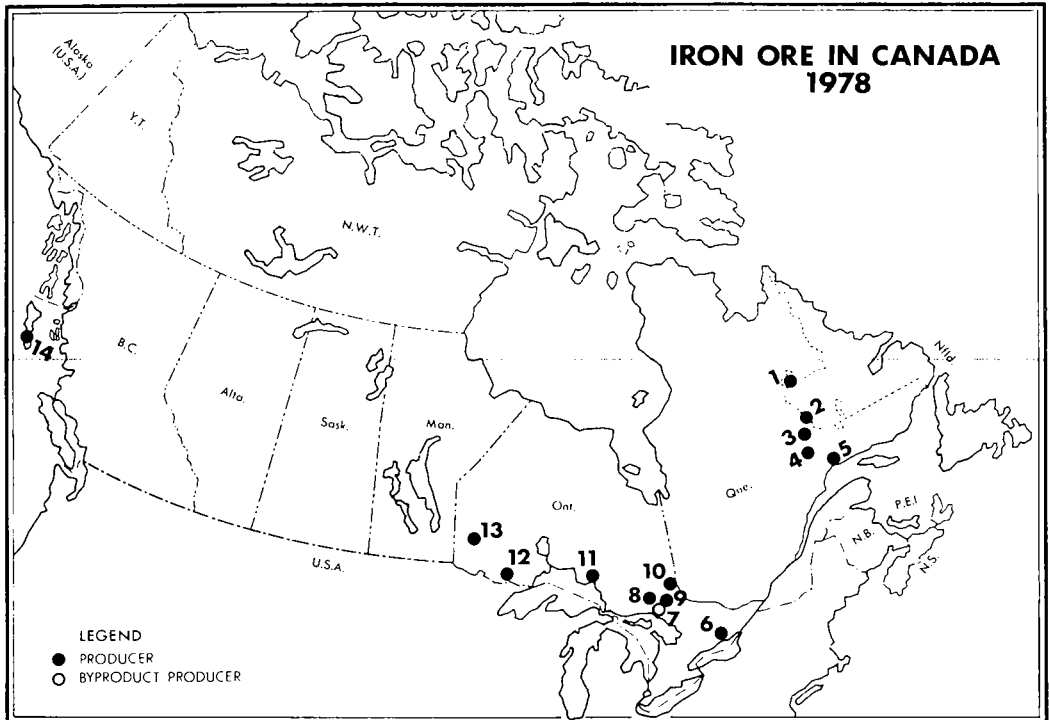 IRON ORE IN CANADA
1978
Alaska
(U.S.A.)
Y.T.
N.W.T.
B.C.
Alta.
Sask.
Man.
Ont.
Que.
Nfld.
P.E.I
N.B.
N.S.
U.S.A.
1
2
3
4
5
6
7
8
9
10
11
12
13
14
LEGEND
PRODUCER
BYPRODUCT PRODUCER